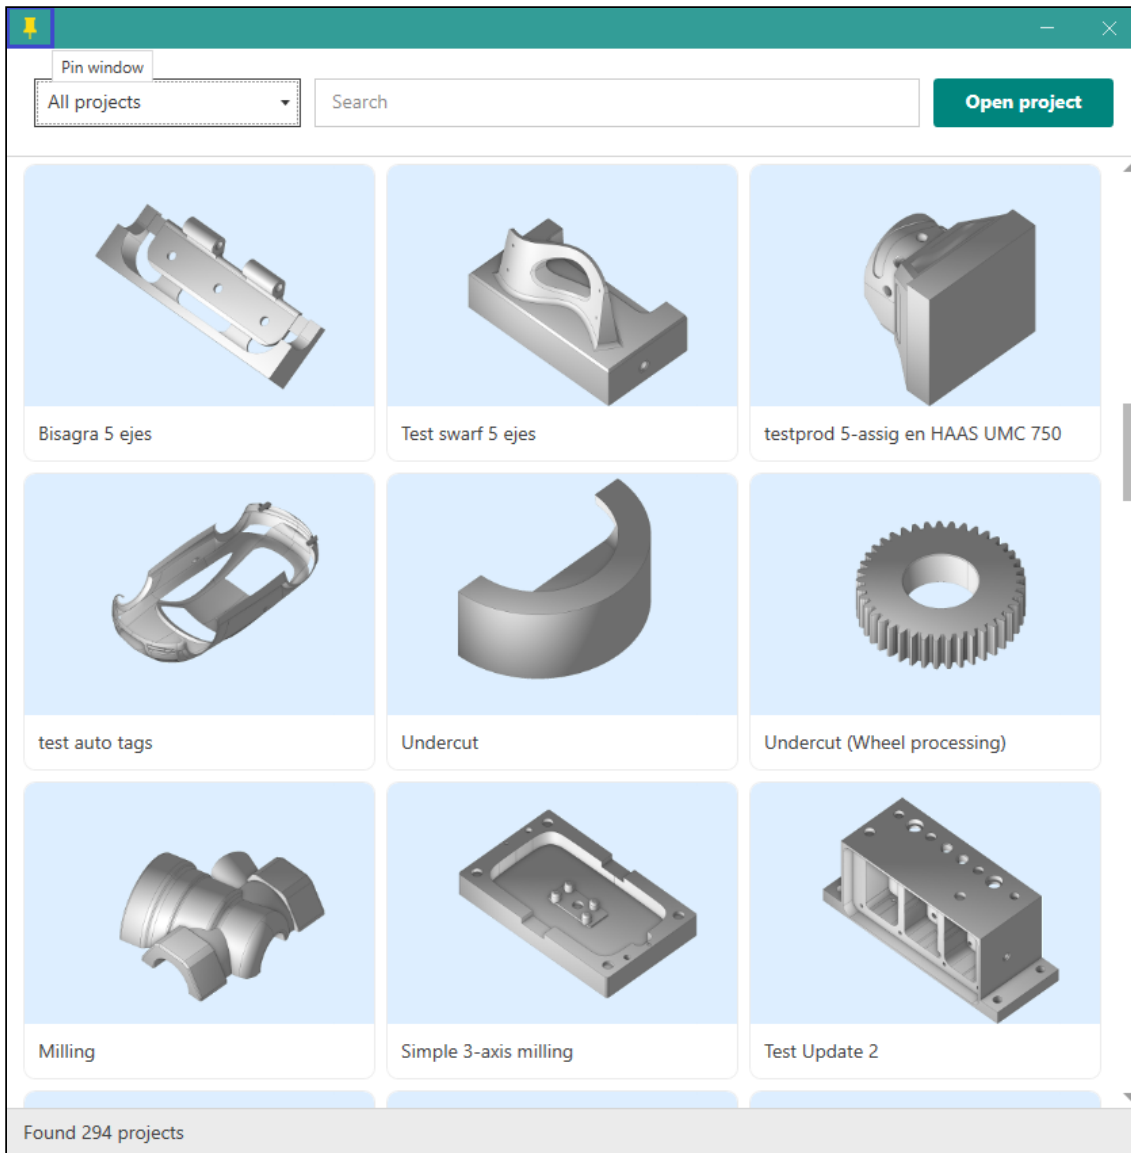 Pin window
All projects
Search
Open project
Bisagra 5 ejes
Test swarf 5 ejes
testprod 5-assig en HAAS UMC 750
test auto tags
Undercut
Undercut (Wheel processing)
Milling
Simple 3-axis milling
Test Update 2
Found 294 projects